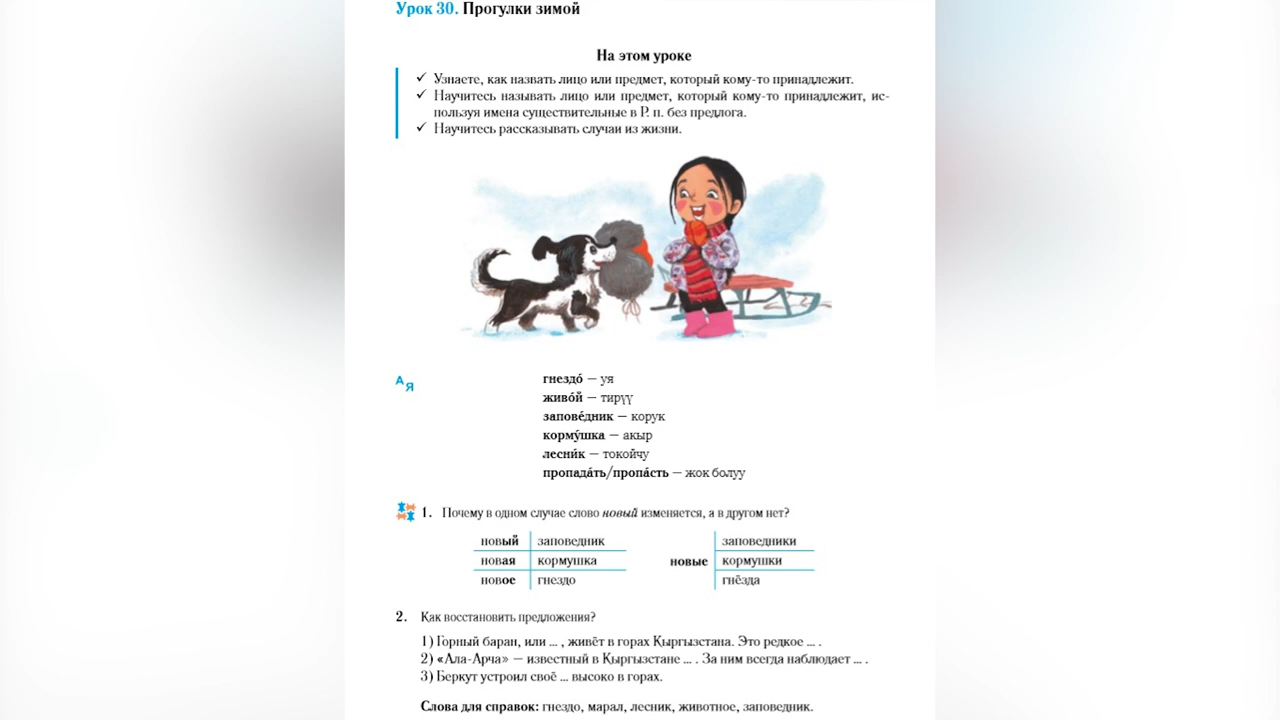 Урок 30. Прогулки зимой
На этом уроке
✓ Узнаете, как назвать лицо или предмет, который кому-то принадлежит.
✓ Научитесь называть лицо или предмет, который кому-то принадлежит, ис-
пользуя имена существительные в Р. п. без предлога.
✓ Научитесь рассказывать случаи из жизни.
А Я
гнездо́ — уя
живо́й — тирүү
запове́дник — корук
корму́шка — акыр
лесни́к — токойчу
пропада́ть/пропа́сть — жок болуу
1. Почему в одном случае слово новый изменяется, а в другом нет?
новый заповедник
новая кормушка
новое гнездо
новые
заповедники
кормушки
гнёзда
2. Как восстановить предложения?
1) Горный баран, или ... , живёт в горах Кыргызстана. Это редкое ... .
2) «Ала-Арча» — известный в Кыргызстане ... . За ним всегда наблюдает ... .
3) Беркут устроил своё ... высоко в горах.
Слова для справок: гнездо, марал, лесник, животное, заповедник.